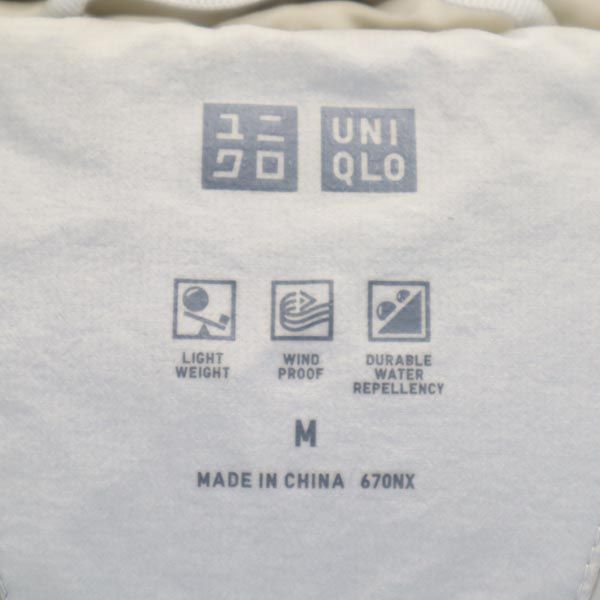 ユニ
クロ
UNI
QLO
LIGHT
WEIGHT
WIND
PROOF
DURABLE
WATER
REPELLENCY
M
MADE IN CHINA 670NX